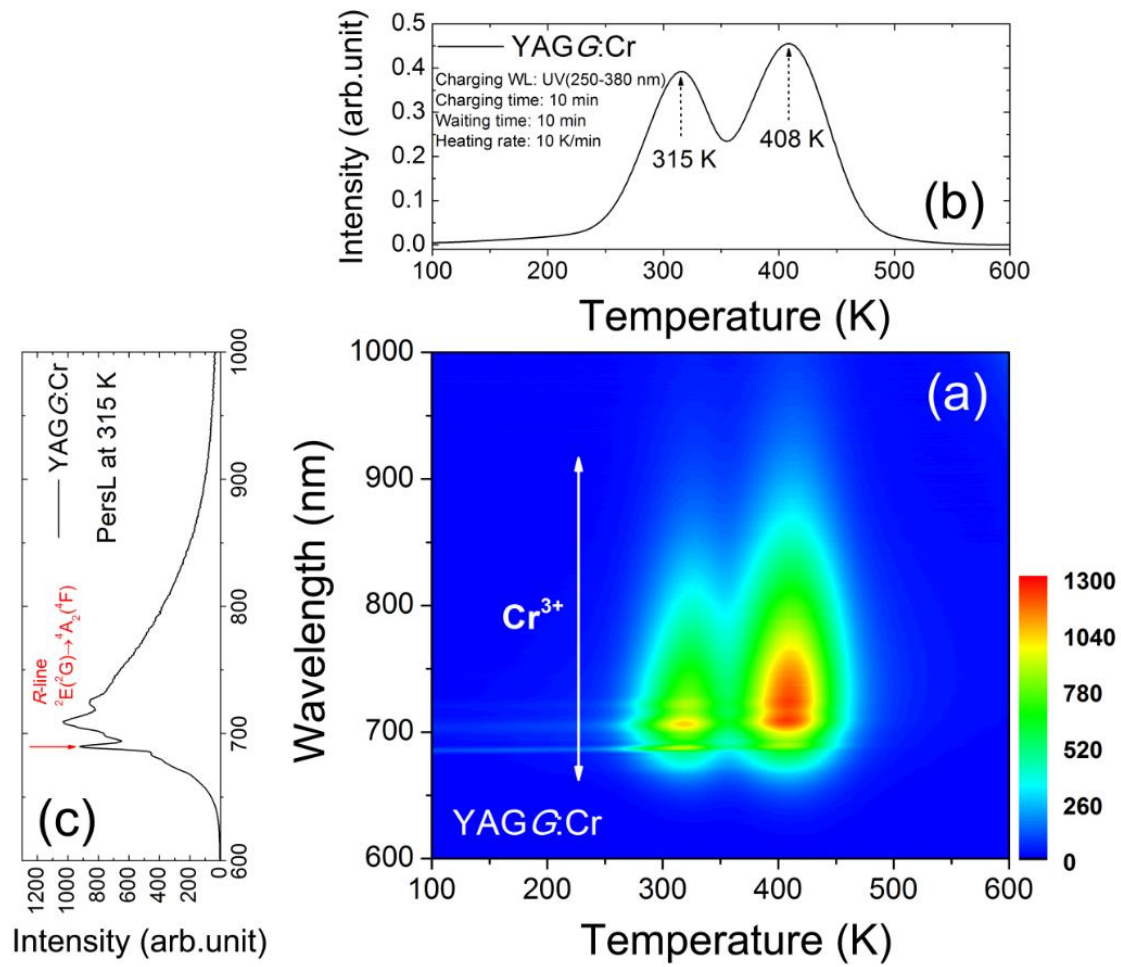 0.5
0.4
0.3
0.2
0.1
0.0
Intensity (arb.unit)
YAGG:Cr
Charging WL: UV(250-380 nm)
Charging time: 10 min
Waiting time: 10 min
Heating rate: 10 K/min
315 K
408 K
(b)
100 200 300 400 500 600
Temperature (K)
1000
900
800
700
600
Wavelength (nm)
(a)
Cr³⁺
YAGG:Cr
100 200 300 400 500 600
Temperature (K)
1300
1040
780
520
260
0
YAGG:Cr
PersL at 315 K
R-line
²E(²G)→⁴A₂(⁴F)
(c)
600 700 800 900 1000
1200 1000 800 600 400 200 0
Intensity (arb.unit)